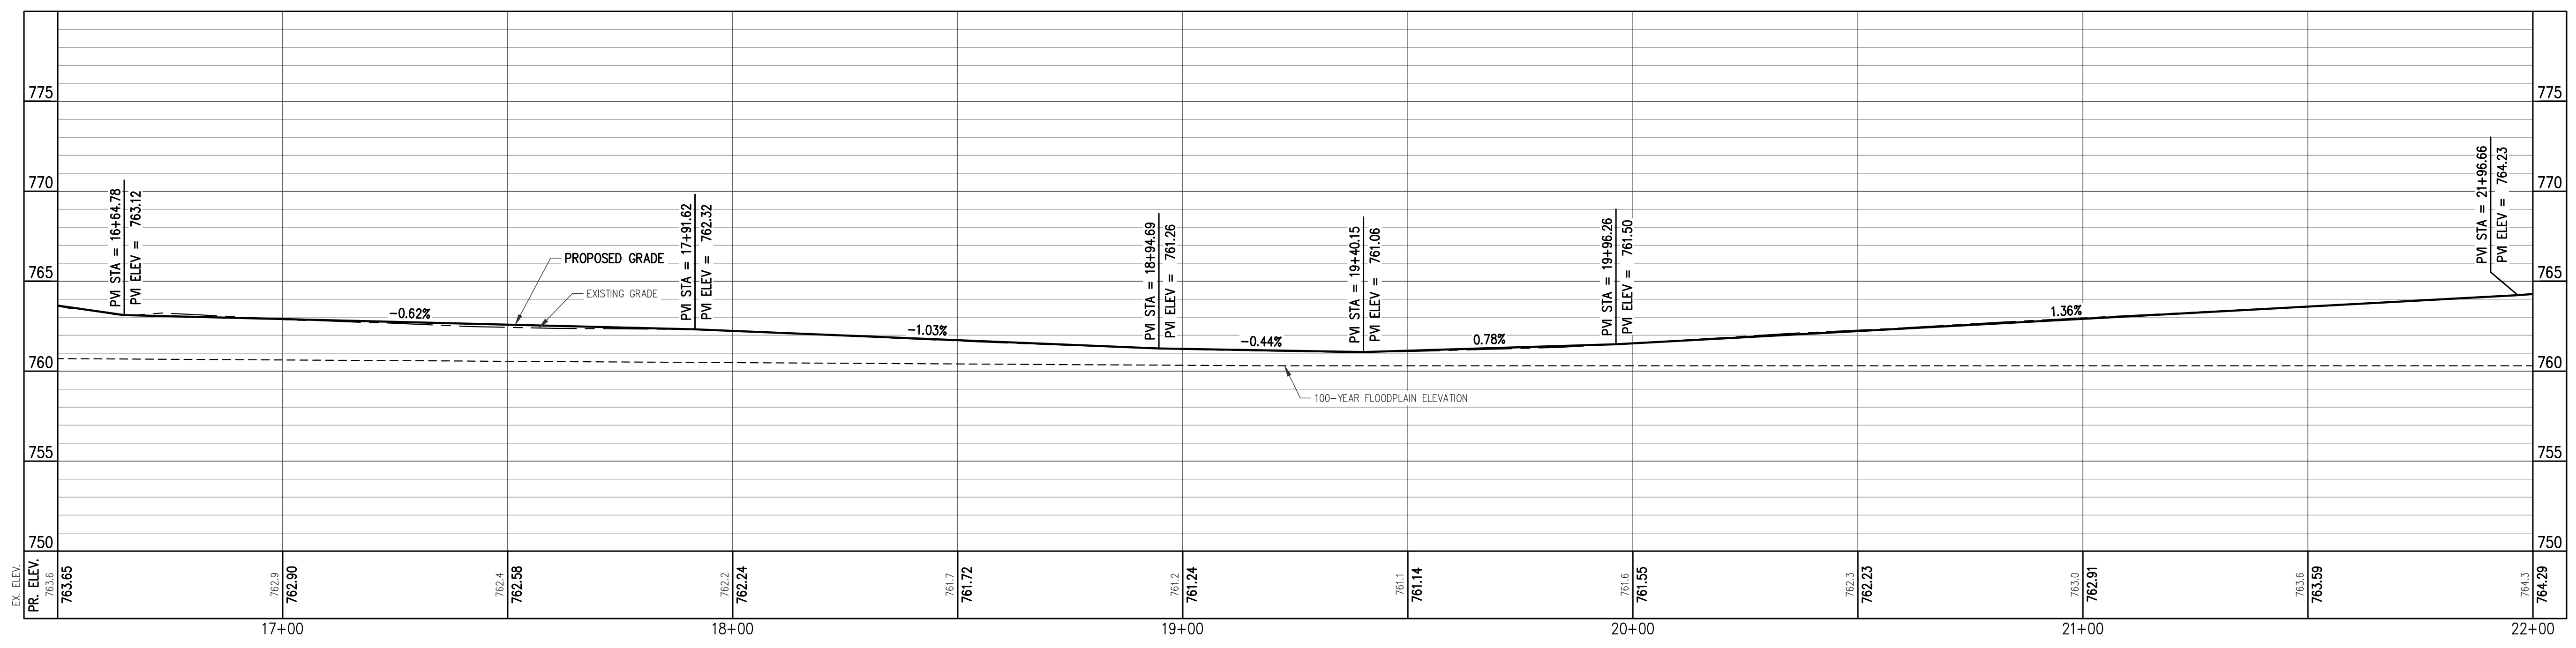 775
770
765
760
755
750
775
770
765
760
755
750
PVI STA = 16+64.78
PVI ELEV = 763.12
-0.62%
PROPOSED GRADE
EXISTING GRADE
PVI STA = 17+91.62
PVI ELEV = 762.32
-1.03%
PVI STA = 18+94.69
PVI ELEV = 761.26
-0.44%
100-YEAR FLOODPLAIN ELEVATION
PVI STA = 19+40.15
PVI ELEV = 761.06
0.78%
PVI STA = 19+96.26
PVI ELEV = 761.50
1.36%
PVI STA = 21+96.66
PVI ELEV = 764.23
EX. ELEV.
PR. ELEV.
763.6
763.65
762.9
762.90
762.4
762.58
762.2
762.24
761.7
761.72
761.2
761.24
761.1
761.14
761.6
761.55
762.3
762.23
763.0
762.91
763.6
763.59
764.3
764.29
17+00
18+00
19+00
20+00
21+00
22+00